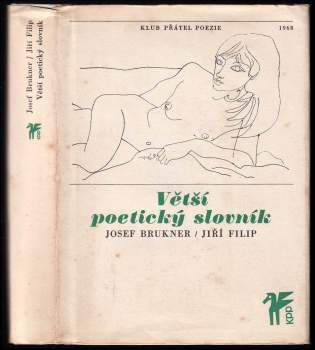 Josef Brukner / Jiří Filip
Větší poetický slovník
KLUB PŘÁTEL POEZIE 1968
Větší
poetický slovník
JOSEF BRUKNER / JIŘÍ FILIP
KPP